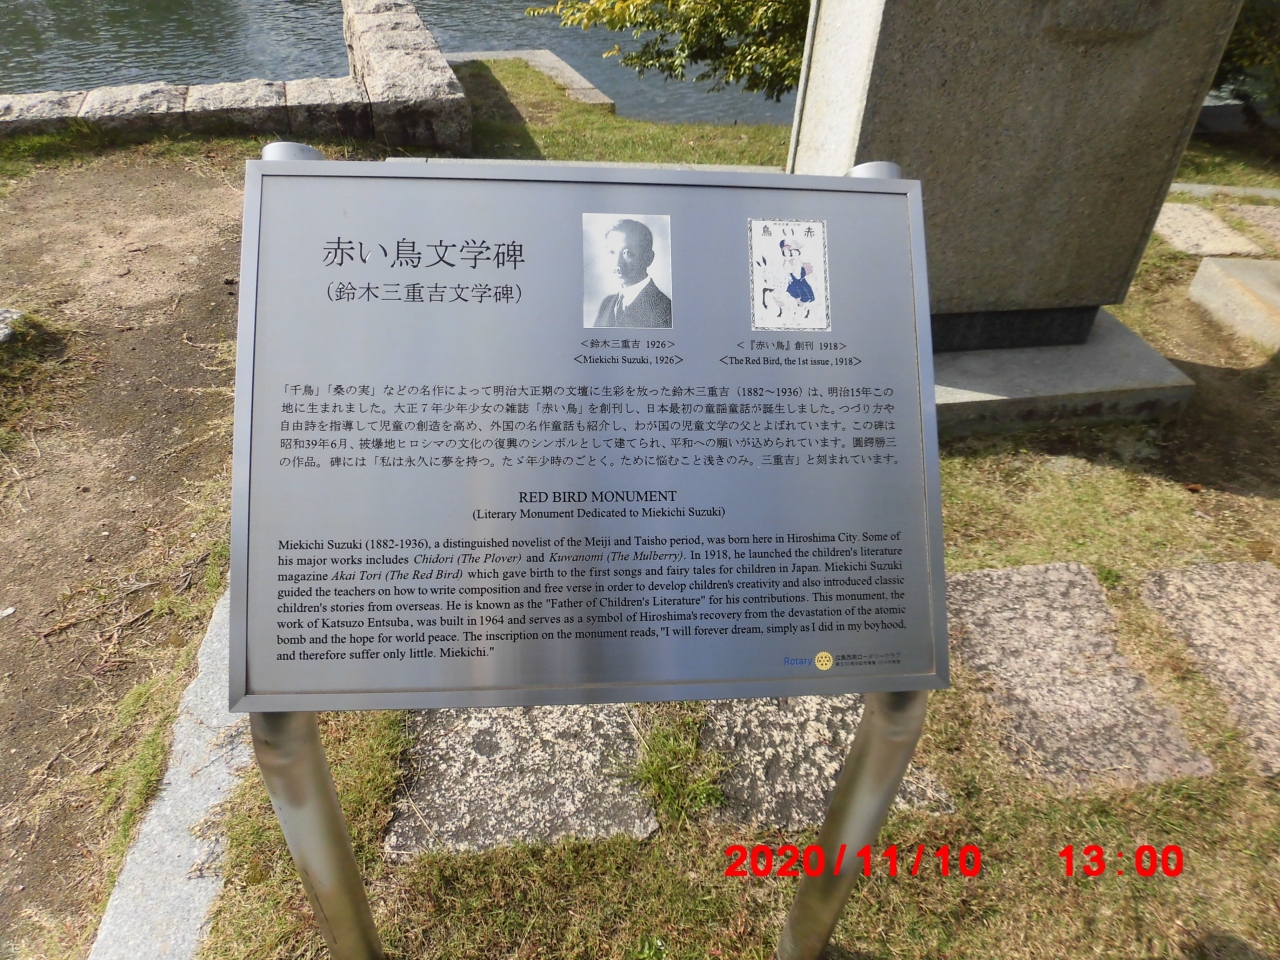 赤い鳥文学碑
(鈴木三重吉文学碑)
<鈴木三重吉 1926>
<Miekichi Suzuki, 1926>
赤い鳥
<『赤い鳥』創刊 1918>
<The Red Bird, the 1st issue, 1918>
「千鳥」「桑の実」などの名作によって明治大正期の文壇に生彩を放った鈴木三重吉（1882〜1936）は、明治15年この
地に生まれました。大正7年少年少女の雑誌「赤い鳥」を創刊し、日本最初の童謡童話が誕生しました。つづり方や
自由詩を指導して児童の創造を高め、外国の名作童話も紹介し、わが国の児童文学の父とよばれています。この碑は
昭和39年6月、被爆地ヒロシマの文化の復興のシンボルとして建てられ、平和への願いが込められています。圓鍔勝三
の作品。碑には「私は永久に夢を持つ。たゞ年少時のごとく。ために悩むこと浅きのみ。三重吉」と刻まれています。
RED BIRD MONUMENT
(Literary Monument Dedicated to Miekichi Suzuki)
Miekichi Suzuki (1882-1936), a distinguished novelist of the Meiji and Taisho period, was born here in Hiroshima City. Some of
his major works includes Chidori (The Plover) and Kuwanomi (The Mulberry). In 1918, he launched the children's literature
magazine Akai Tori (The Red Bird) which gave birth to the first songs and fairy tales for children in Japan. Miekichi Suzuki
guided the teachers on how to write composition and free verse in order to develop children's creativity and also introduced classic
children's stories from overseas. He is known as the "Father of Children's Literature" for his contributions. This monument, the
work of Katsuzo Entsuba, was built in 1964 and serves as a symbol of Hiroshima's recovery from the devastation of the atomic
bomb and the hope for world peace. The inscription on the monument reads, "I will forever dream, simply as I did in my boyhood.
and therefore suffer only little. Miekichi."
Rotary
広島西南ロータリークラブ
2020/11/10 13:00